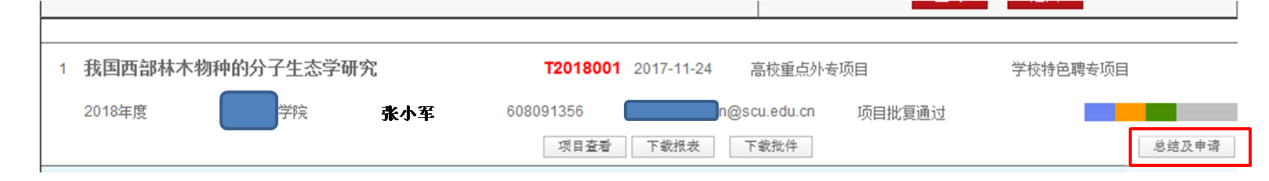 1 我国西部林木物种的分子生态学研究 T2018001 2017-11-24 高校重点外专项目 学校特色聘专项目
2018年度 学院 张小军 608091356 n@scu.edu.cn 项目批复通过
项目查看 下载报表 下载批件 总结及申请